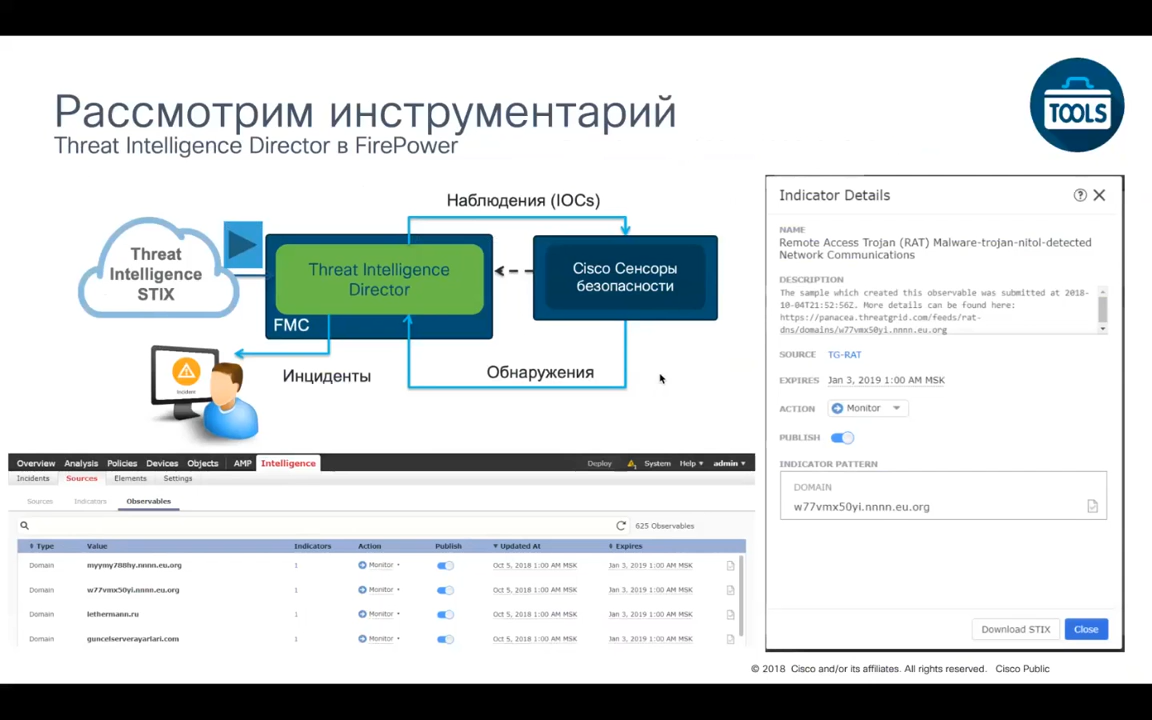 Рассмотрим инструментарий
Threat Intelligence Director в FirePower
TOOLS
Наблюдения (IOCs)
Threat
Intelligence
STIX
Threat Intelligence
Director
FMC
Cisco Сенсоры
безопасности
Инциденты
Обнаружения
Incident
Overview Analysis Policies Devices Objects AMP Intelligence Deploy System Help admin
Incidents Sources Elements Settings
Sources Indicators Observables
625 Observables
Type Value Indicators Action Publish Updated At Expires
Domain myymy788hy.nnnn.eu.org 1 Monitor Oct 5, 2018 1:00 AM MSK Jan 3, 2019 1:00 AM MSK
Domain w77vmx50yi.nnnn.eu.org 1 Monitor Oct 5, 2018 1:00 AM MSK Jan 3, 2019 1:00 AM MSK
Domain lethermann.ru 1 Monitor Oct 5, 2018 1:00 AM MSK Jan 3, 2019 1:00 AM MSK
Domain guncelserverayarlari.com 1 Monitor Oct 5, 2018 1:00 AM MSK Jan 3, 2019 1:00 AM MSK
Indicator Details
NAME
Remote Access Trojan (RAT) Malware-trojan-nitol-detected
Network Communications
DESCRIPTION
The sample which created this observable was submitted at 2018-
10-04T21:52:56Z. More details can be found here:
https://panacea.threatgrid.com/feeds/rat-
dns/domains/w77vmx50yi.nnnn.eu.org
SOURCE TG-RAT
EXPIRES Jan 3, 2019 1:00 AM MSK
ACTION Monitor
PUBLISH
INDICATOR PATTERN
DOMAIN
w77vmx50yi.nnnn.eu.org
Download STIX Close
© 2018 Cisco and/or its affiliates. All rights reserved. Cisco Public